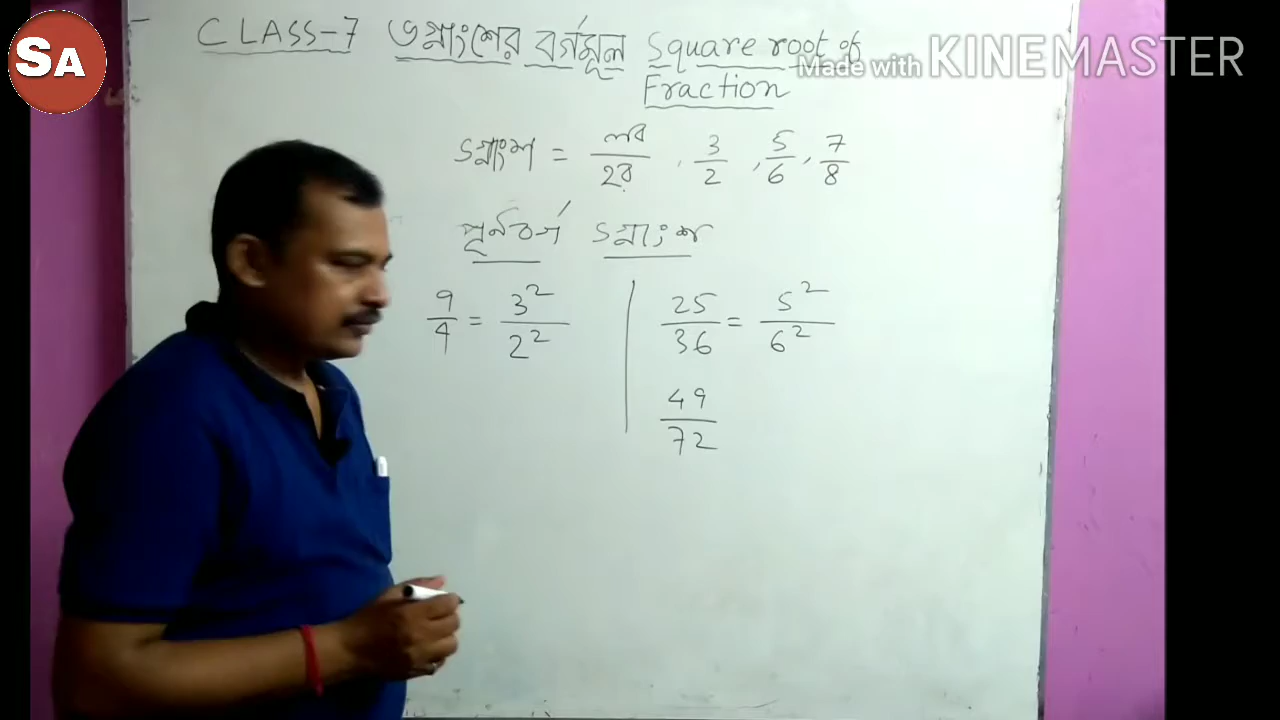 SA
CLASS-7 ভগ্নাংশের বর্গমূল Square root of
Fraction
Made with KINEMASTER
ভগ্নাংশ = লব/হর , 3/2 , 5/6 , 7/8
পূর্নবর্গ ভগ্নাংশ
9/4 = 3²/2² | 25/36 = 5²/6²
49/72